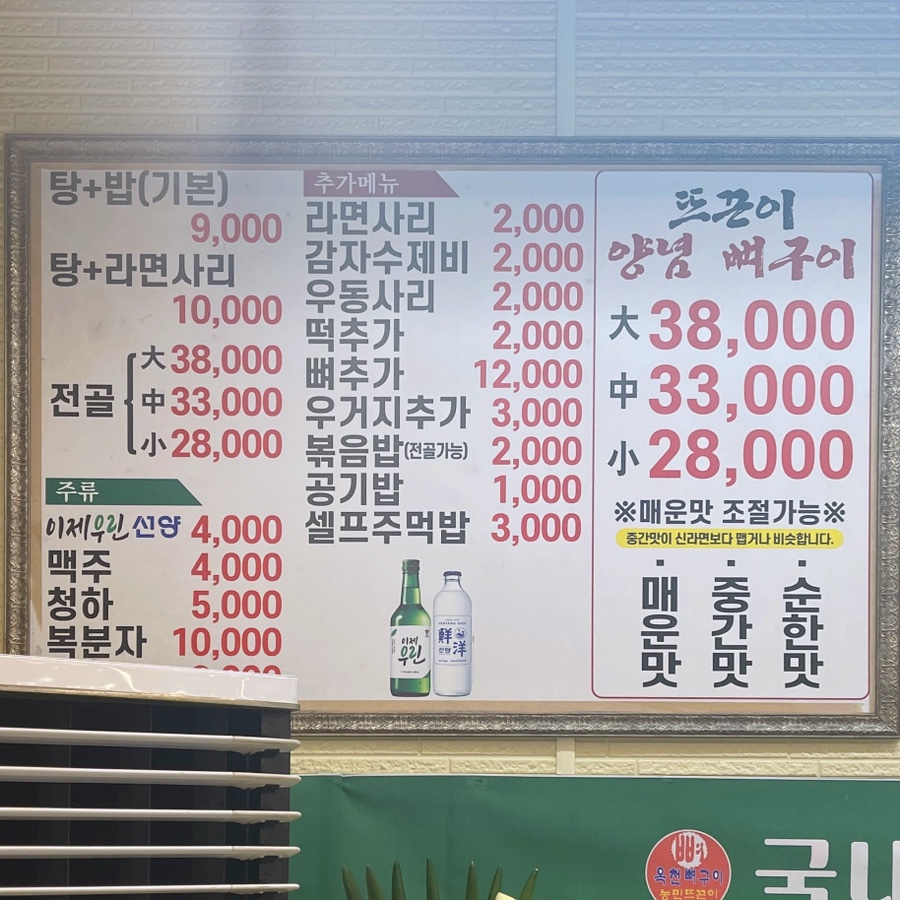 탕+밥(기본)
9,000
탕+라면사리
10,000
전골
大 38,000
中 33,000
小 28,000
주류
이제우린 선양 4,000
맥주 4,000
청하 5,000
복분자 10,000
추가메뉴
라면사리 2,000
감자수제비 2,000
우동사리 2,000
떡추가 2,000
뼈추가 12,000
우거지추가 3,000
볶음밥(전골가능) 2,000
공기밥 1,000
셀프주먹밥 3,000
이제
우린
鮮
선양
洋
뜨끈이
양념 뼈구이
大 38,000
中 33,000
小 28,000
※매운맛 조절가능※
중간맛이 신라면보다 맵거나 비슷합니다.
매운맛
중간맛
순한맛
옥천뼈구이
농민뜨끈이